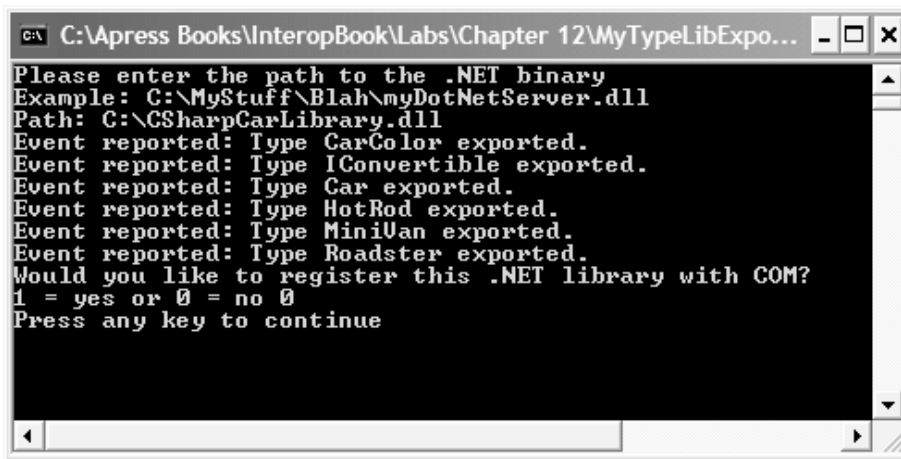 C:\Apress Books\InteropBook\Labs\Chapter 12\MyTypeLibExpo...
Please enter the path to the .NET binary
Example: C:\MyStuff\Blah\myDotNetServer.dll
Path: C:\CSharpCarLibrary.dll
Event reported: Type CarColor exported.
Event reported: Type IConvertible exported.
Event reported: Type Car exported.
Event reported: Type HotRod exported.
Event reported: Type MiniVan exported.
Event reported: Type Roadster exported.
Would you like to register this .NET library with COM?
1 = yes or 0 = no 0
Press any key to continue